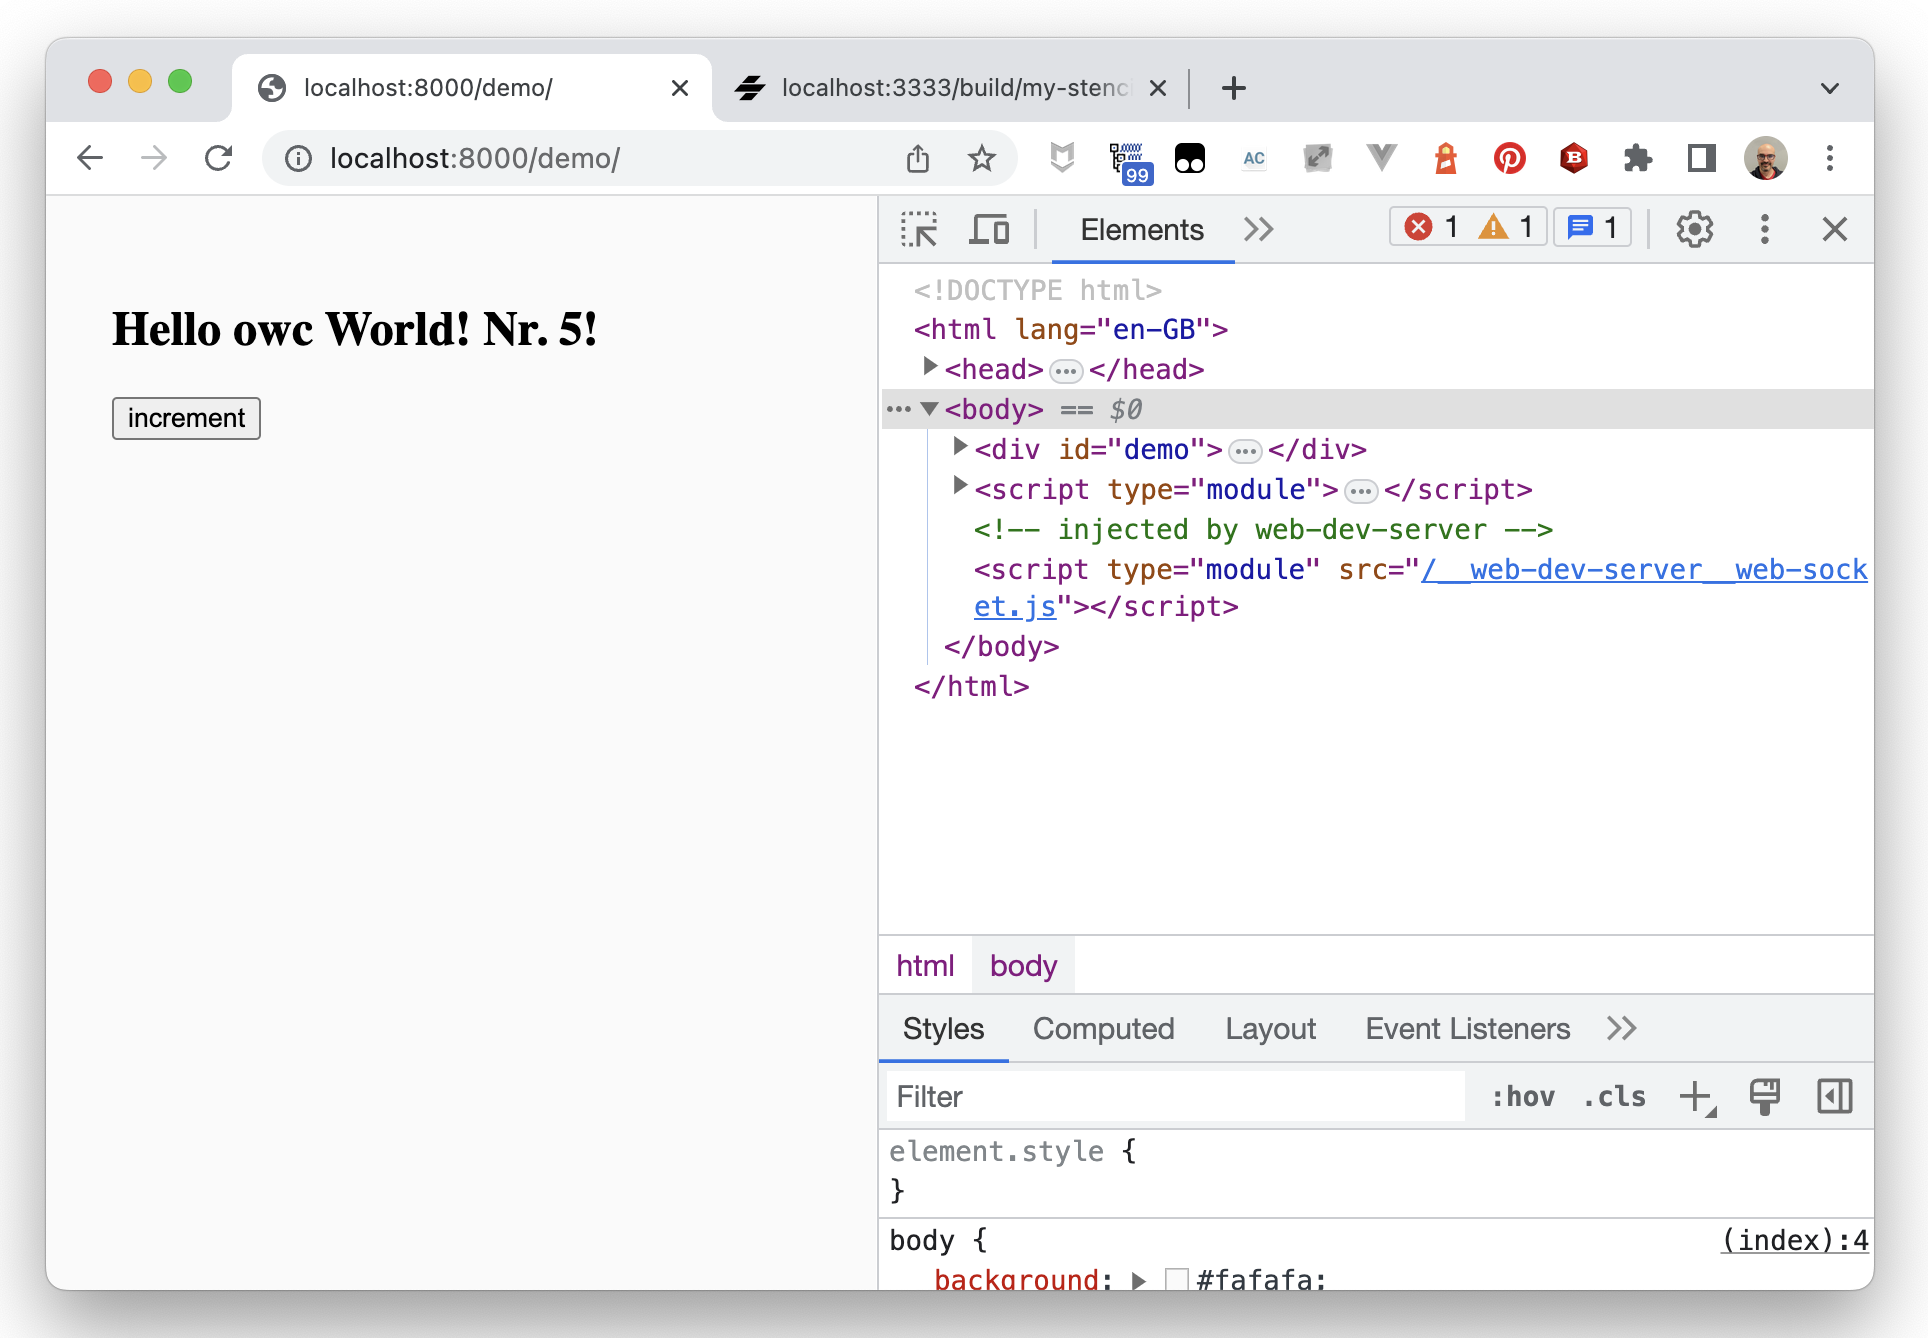 localhost:8000/demo/
localhost:3333/build/my-stenc
localhost:8000/demo/
99
AC
B
Elements
1
1
1
Hello owc World! Nr. 5!
increment
<!DOCTYPE html>
<html lang="en-GB">
<head>…</head>
<body> == $0
<div id="demo">…</div>
<script type="module">…</script>
<!-- injected by web-dev-server -->
<script type="module" src="/__web-dev-server__web-sock
et.js"></script>
</body>
</html>
html body
Styles Computed Layout Event Listeners
Filter
:hov .cls
element.style {
}
body {
(index):4
background: #fafafa;